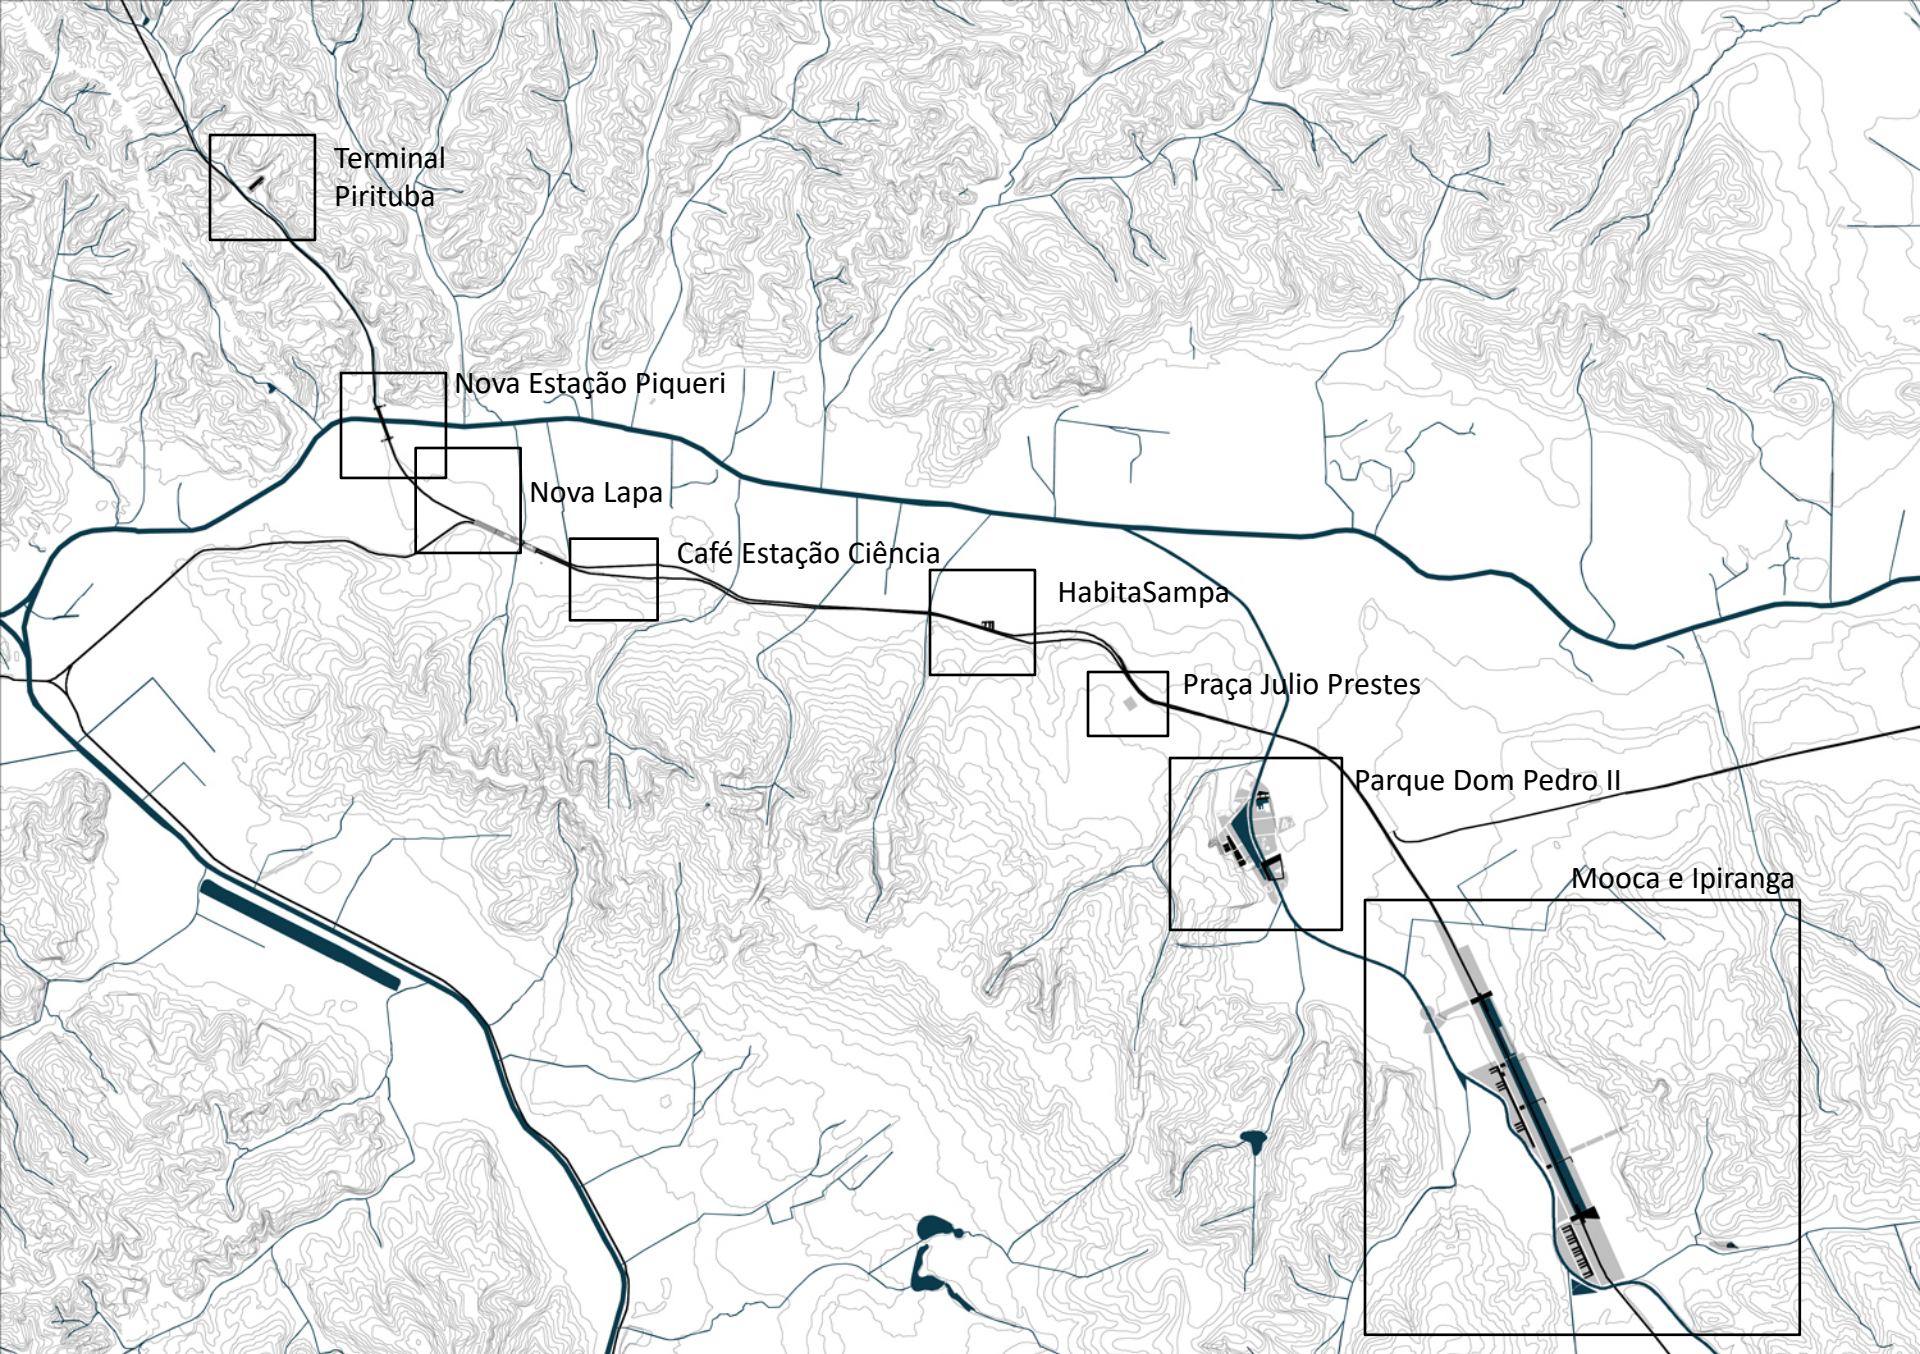 Terminal
Pirituba
Nova Estação Piqueri
Nova Lapa
Café Estação Ciência
HabitaSampa
Praça Julio Prestes
Parque Dom Pedro II
Mooca e Ipiranga